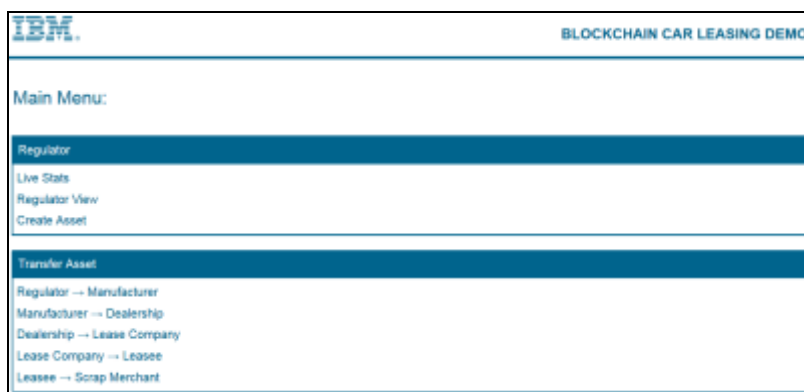 IBM.
BLOCKCHAIN CAR LEASING DEMO
Main Menu:
Regulator
Live Stats
Regulator View
Create Asset
Transfer Asset
Regulator → Manufacturer
Manufacturer → Dealership
Dealership → Lease Company
Lease Company → Leasee
Leasee → Scrap Merchant